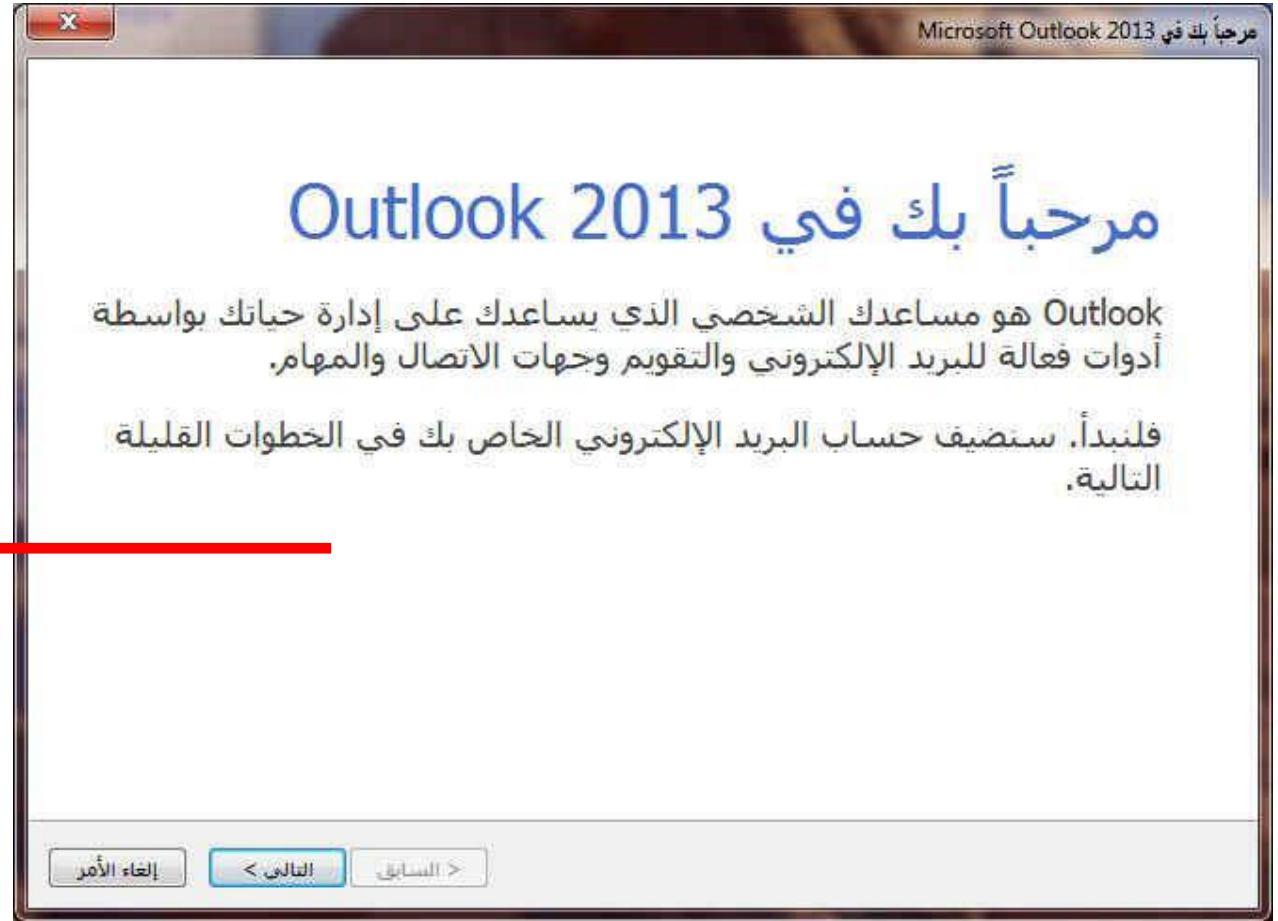 مرحباً بك في Microsoft Outlook 2013
مرحباً بك في Outlook 2013
Outlook هو مساعدك الشخصي الذي يساعدك على إدارة حياتك بواسطة
أدوات فعالة للبريد الإلكتروني والتقويم وجهات الاتصال والمهام.
فلنبدأ. سنضيف حساب البريد الإلكتروني الخاص بك في الخطوات القليلة
التالية.
< السابق
التالي >
إلغاء الأمر